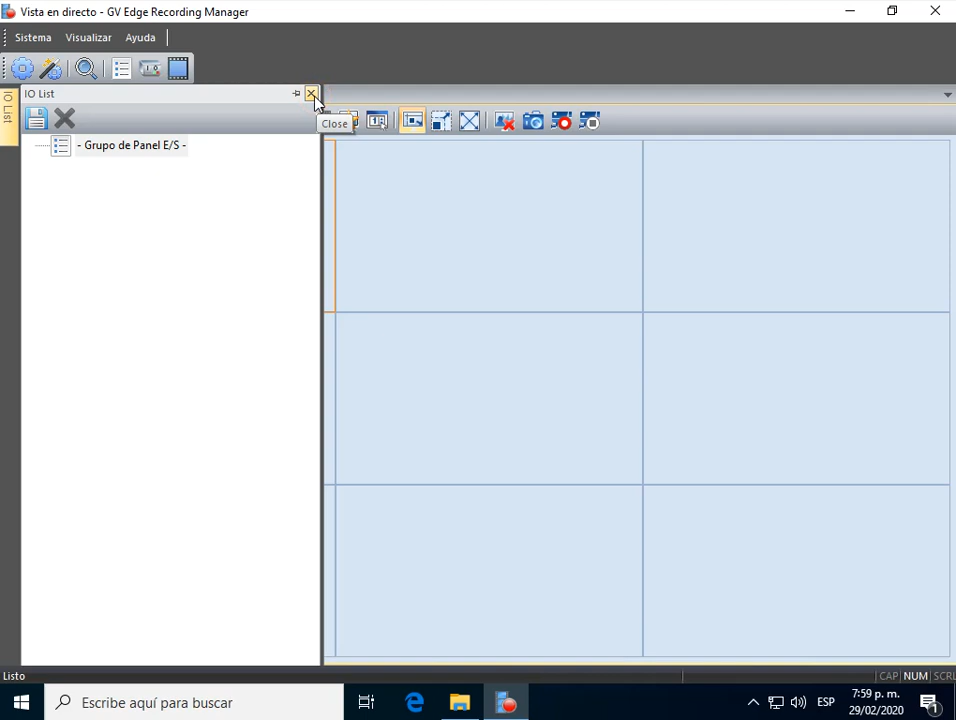 Vista en directo - GV Edge Recording Manager
Sistema Visualizar Ayuda
IO List
IO List
Close
- Grupo de Panel E/S -
Listo
CAP NUM SCRL
Escribe aquí para buscar
ESP
7:59 p. m.
29/02/2020
1